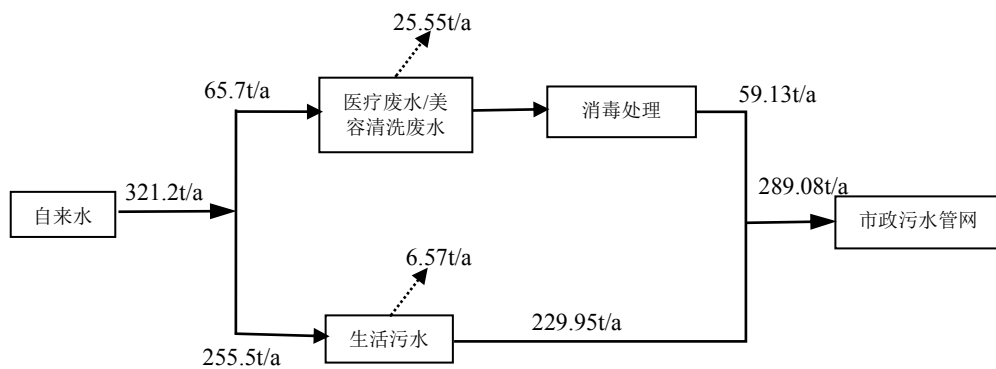 25.55t/a
65.7t/a
医疗废水/美
容清洗废水
消毒处理
59.13t/a
自来水
321.2t/a
289.08t/a
市政污水管网
6.57t/a
生活污水
229.95t/a
255.5t/a